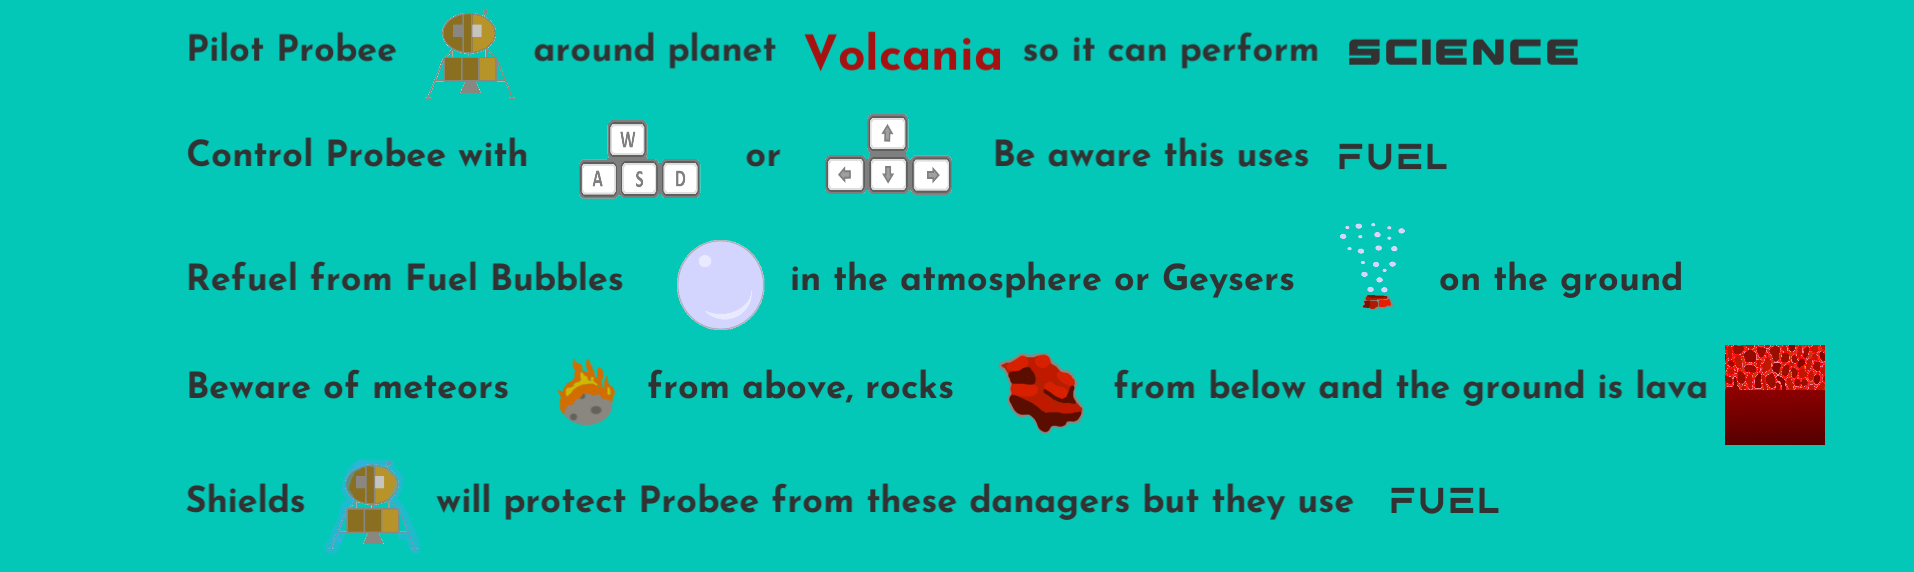 Pilot Probee around planet Volcania so it can perform SCIENCE
Control Probee with W A S D or Be aware this uses FUEL
Refuel from Fuel Bubbles in the atmosphere or Geysers on the ground
Beware of meteors from above, rocks from below and the ground is lava
Shields will protect Probee from these danagers but they use FUEL